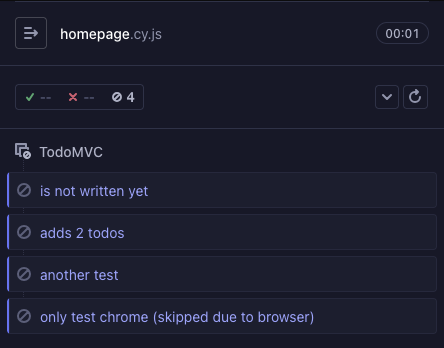 homepage.cy.js 00:01
-- -- 4
TodoMVC
is not written yet
adds 2 todos
another test
only test chrome (skipped due to browser)